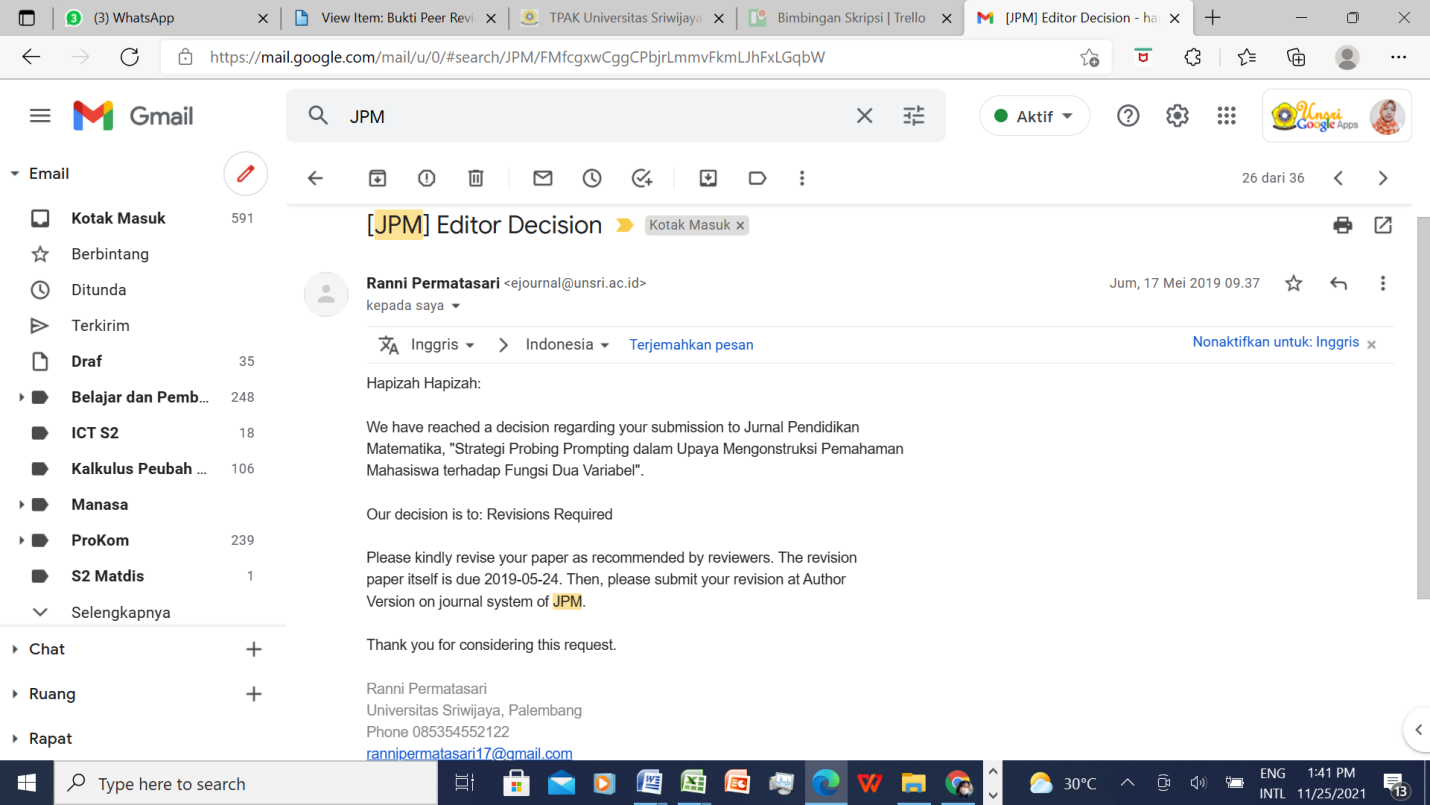 (3) WhatsApp
View Item: Bukti Peer Revi
TPAK Universitas Sriwijaya
Bimbingan Skripsi | Trello
[JPM] Editor Decision - ha
https://mail.google.com/mail/u/0/#search/JPM/FMfcgxwCggCPbjrLmmvFkmLJhFxLGqbW
Gmail
JPM
Aktif
Unsri
Google Apps
Email
26 dari 36
Kotak Masuk 591
Berbintang
Ditunda
Terkirim
Draf 35
Belajar dan Pemb... 248
ICT S2 18
Kalkulus Peubah ... 106
Manasa
ProKom 239
S2 Matdis 1
Selengkapnya
Chat
Ruang
Rapat
[JPM] Editor Decision
Kotak Masuk
Ranni Permatasari <ejournal@unsri.ac.id>
Jum, 17 Mei 2019 09.37
kepada saya
Inggris > Indonesia Terjemahkan pesan
Nonaktifkan untuk: Inggris
Hapizah Hapizah:
We have reached a decision regarding your submission to Jurnal Pendidikan
Matematika, "Strategi Probing Prompting dalam Upaya Mengonstruksi Pemahaman
Mahasiswa terhadap Fungsi Dua Variabel".
Our decision is to: Revisions Required
Please kindly revise your paper as recommended by reviewers. The revision
paper itself is due 2019-05-24. Then, please submit your revision at Author
Version on journal system of JPM.
Thank you for considering this request.
Ranni Permatasari
Universitas Sriwijaya, Palembang
Phone 085354552122
rannipermatasari17@gmail.com
Type here to search
30°C
ENG
INTL
1:41 PM
11/25/2021
13